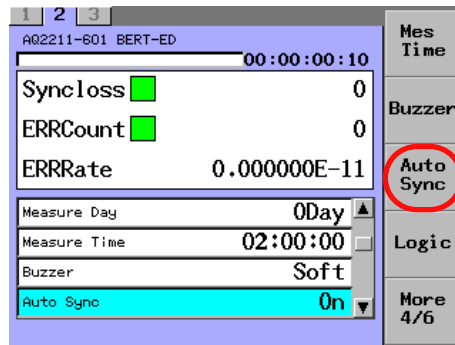 1 2 3
AQ2211-601 BERT-ED
00:00:00:10
Syncloss 0
ERRCount 0
ERRRate 0.000000E-11
Measure Day 0Day
Measure Time 02:00:00
Buzzer Soft
Auto Sync On
Mes
Time
Buzzer
Auto
Sync
Logic
More
4/6